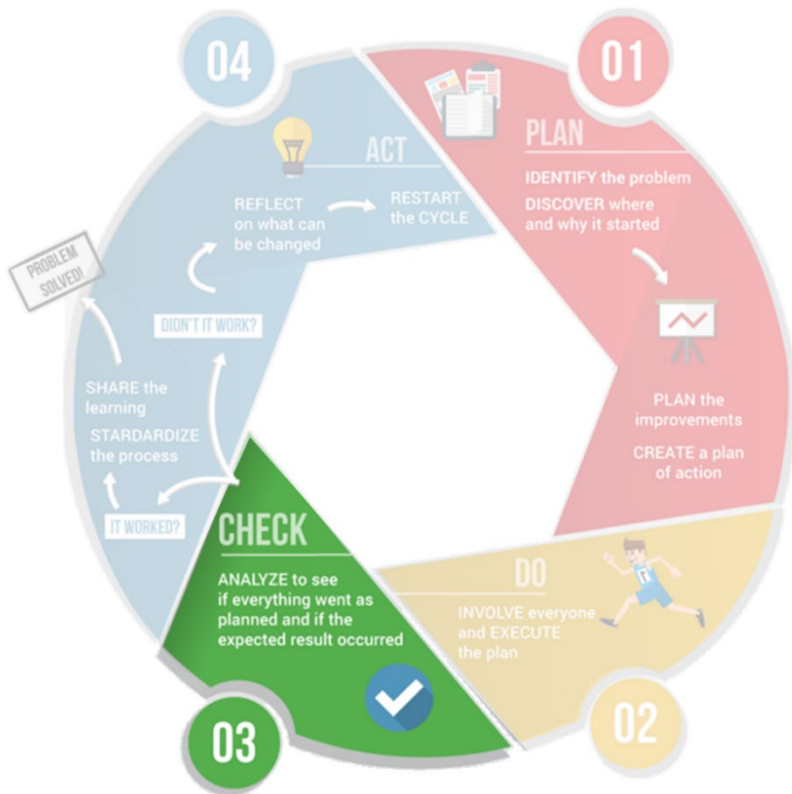 01
PLAN
IDENTIFY the problem
DISCOVER where
and why it started
PLAN the
improvements
CREATE a plan
of action
02
DO
INVOLVE everyone
and EXECUTE
the plan
03
CHECK
ANALYZE to see
if everything went as
planned and if the
expected result occurred
04
ACT
IT WORKED?
STARDARDIZE
the process
SHARE the
learning
PROBLEM
SOLVED!
DIDN'T IT WORK?
REFLECT
on what can
be changed
RESTART
the CYCLE